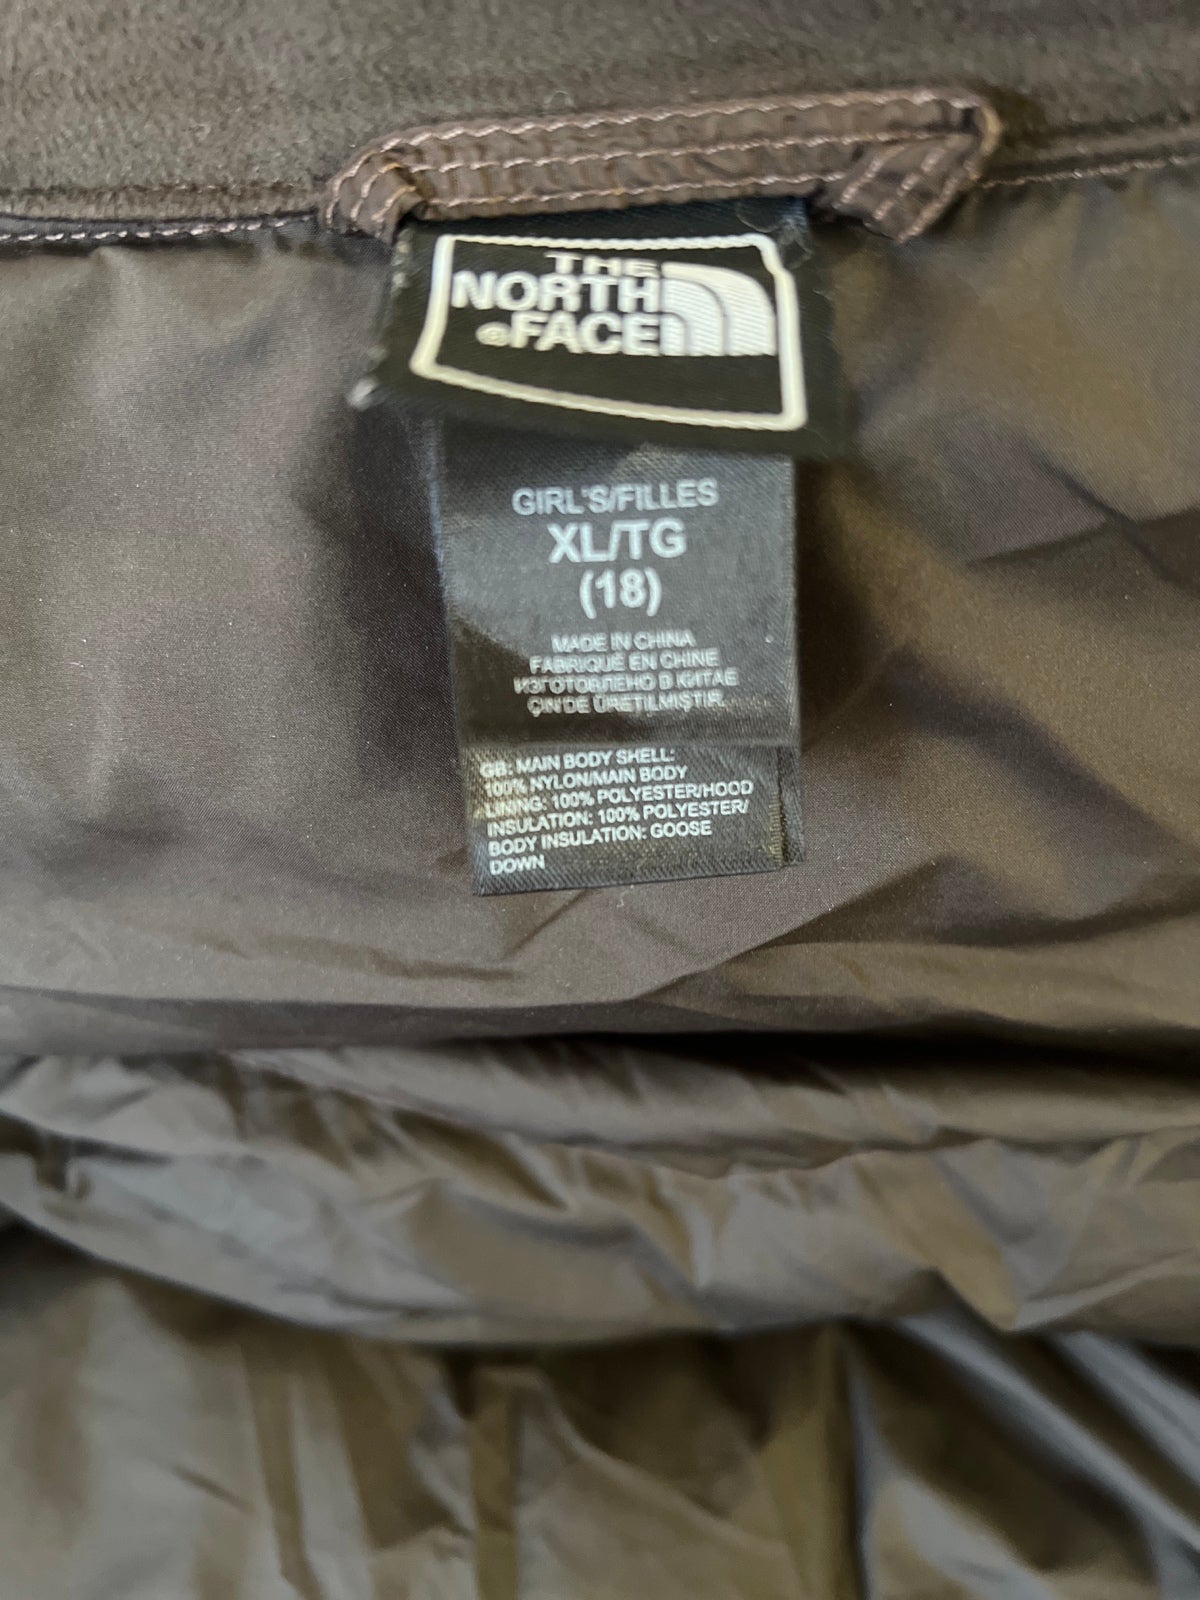 THE
NORTH
®FACE
GIRL'S/FILLES
XL/TG
(18)
MADE IN CHINA
FABRIQUÉ EN CHINE
ИЗГОТОВЛЕНО В КИТАЕ
ÇIN'DE ÜRETILMIŞTIR.
GB: MAIN BODY SHELL:
100% NYLON/MAIN BODY
LINING: 100% POLYESTER/HOOD
INSULATION: 100% POLYESTER/
BODY INSULATION: GOOSE
DOWN